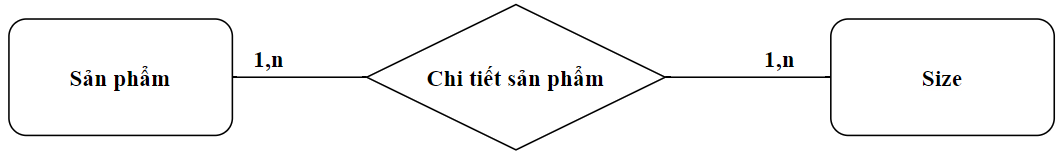 Sản phẩm
1,n
Chi tiết sản phẩm
1,n
Size